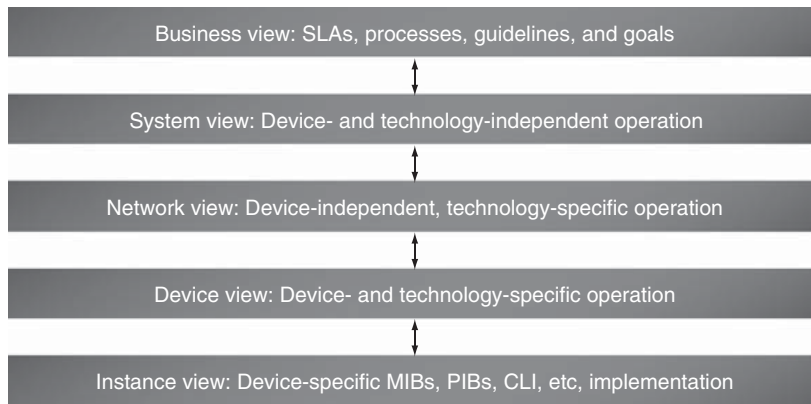 Business view: SLAs, processes, guidelines, and goals
System view: Device- and technology-independent operation
Network view: Device-independent, technology-specific operation
Device view: Device- and technology-specific operation
Instance view: Device-specific MIBs, PIBs, CLI, etc, implementation